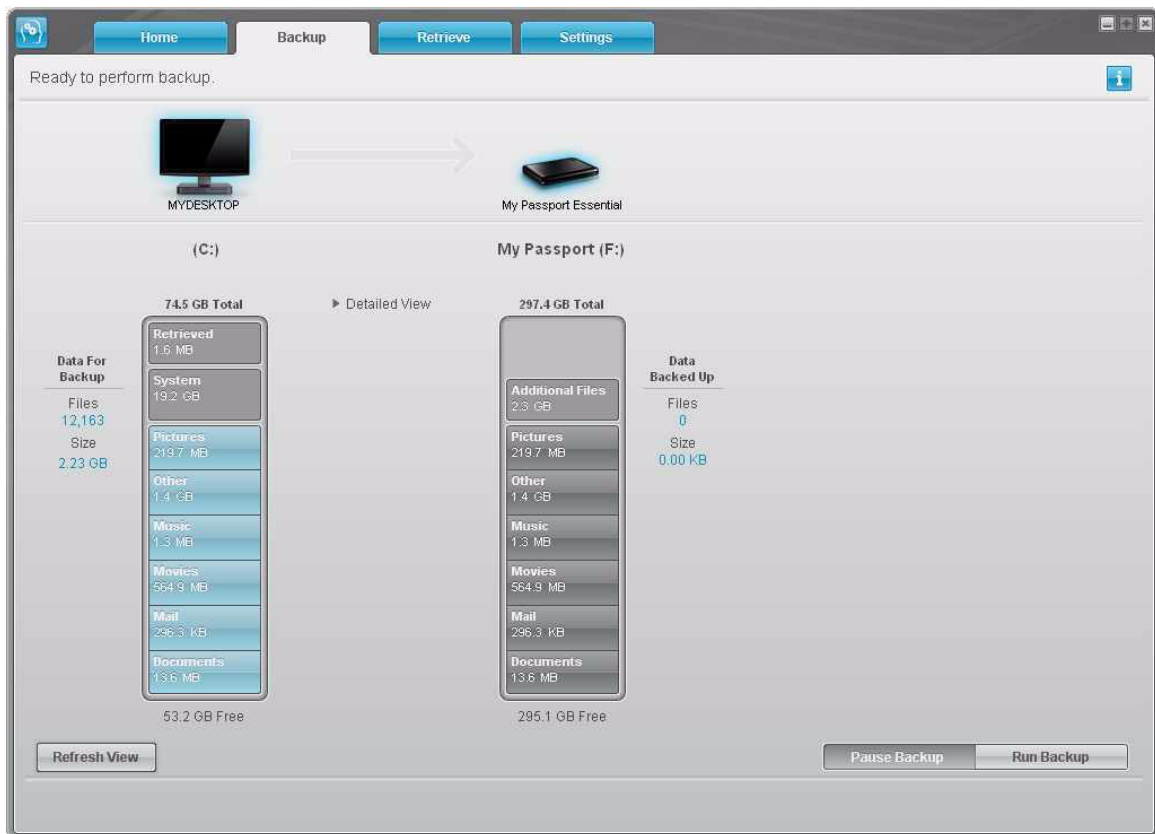 Home
Backup
Retrieve
Settings
Ready to perform backup.
i
MYDESKTOP
My Passport Essential
(C:)
My Passport (F:)
74.5 GB Total
Detailed View
297.4 GB Total
Data For
Backup
Files
12,163
Size
2.23 GB
Retrieved
1.6 MB
System
19.2 GB
Pictures
219.7 MB
Other
1.4 GB
Music
1.3 MB
Movies
564.9 MB
Mail
296.3 KB
Documents
13.6 MB
53.2 GB Free
Additional Files
2.3 GB
Pictures
219.7 MB
Other
1.4 GB
Music
1.3 MB
Movies
564.9 MB
Mail
296.3 KB
Documents
13.6 MB
295.1 GB Free
Data
Backed Up
Files
0
Size
0.00 KB
Refresh View
Pause Backup
Run Backup